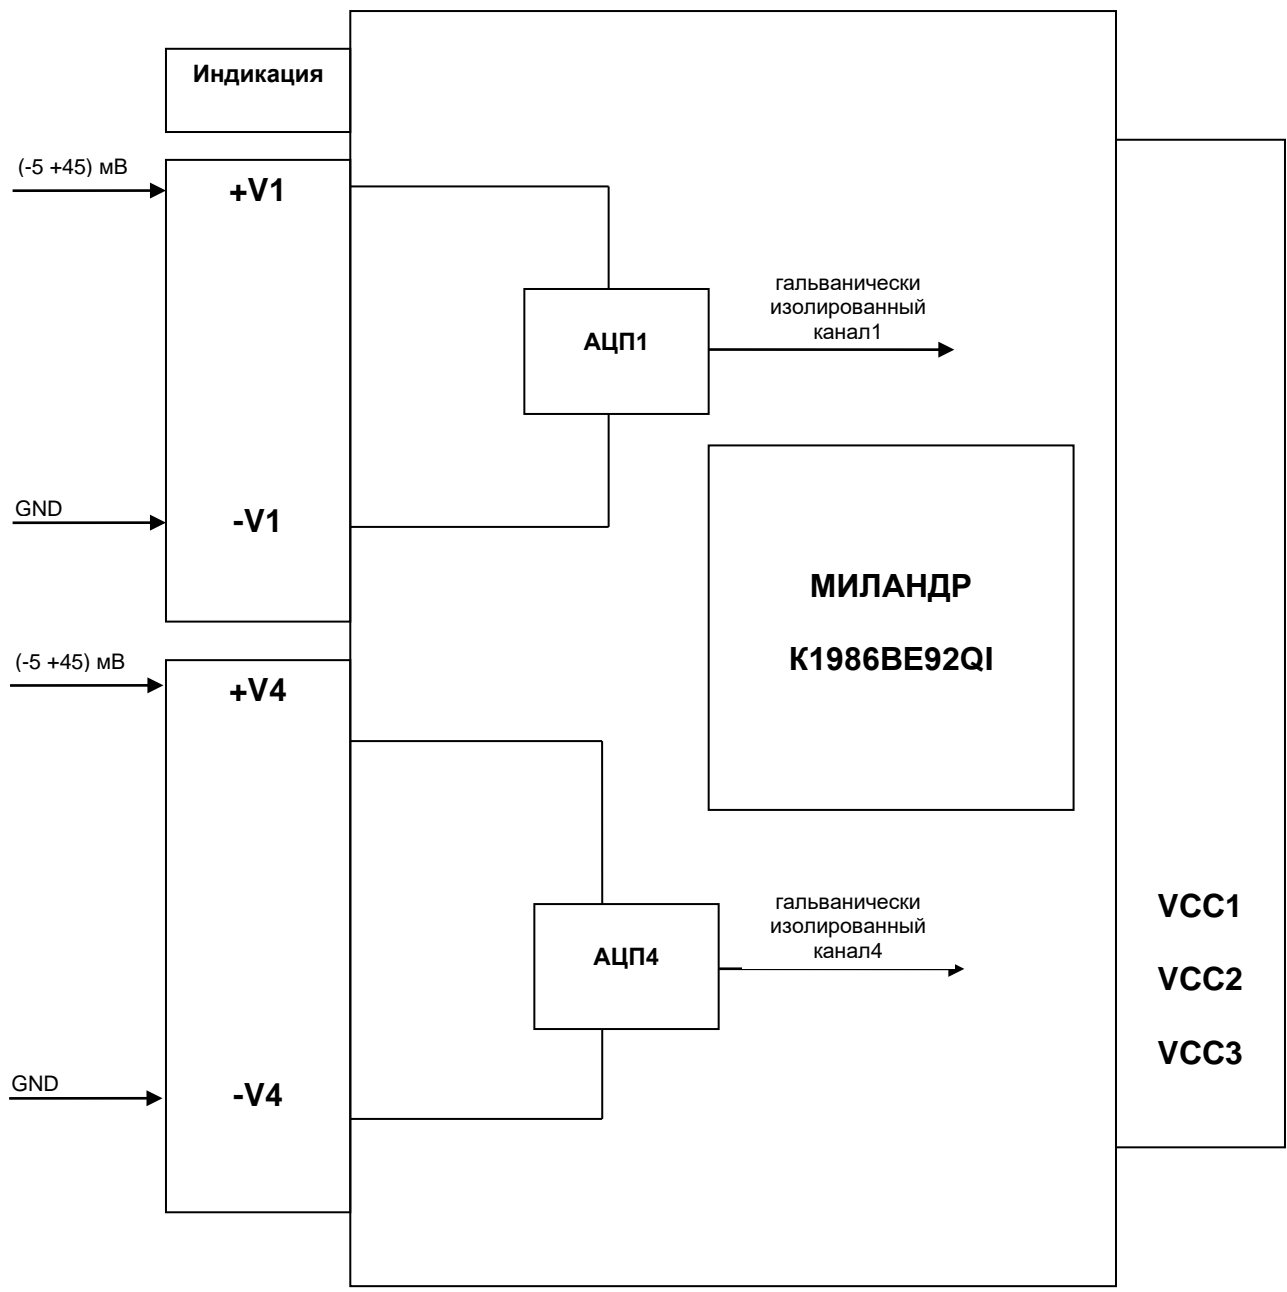 Индикация
(-5 +45) мВ
+V1
гальванически
изолированный
канал1
АЦП1
GND
-V1
МИЛАНДР
К1986ВЕ92QI
(-5 +45) мВ
+V4
гальванически
изолированный
канал4
АЦП4
VCC1
VCC2
VCC3
GND
-V4